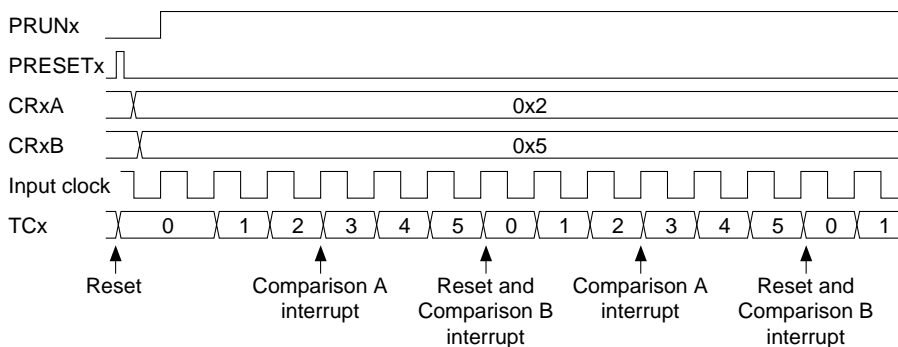 PRUNx
PRESETx
CRxA 0x2
CRxB 0x5
Input clock
TCx 0 1 2 3 4 5 0 1 2 3 4 5 0 1
Reset Comparison A Reset and Comparison A Reset and
interrupt Comparison B interrupt Comparison B
interrupt interrupt